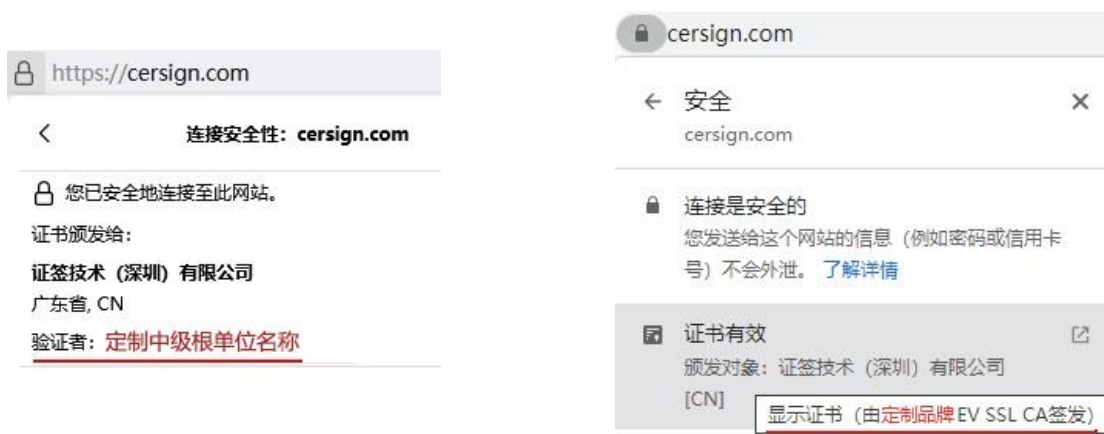 https://cersign.com
连接安全性：cersign.com
您已安全地连接至此网站。
证书颁发给：
证签技术（深圳）有限公司
广东省, CN
验证者：定制中级根单位名称
cersign.com
安全
cersign.com
连接是安全的
您发送给这个网站的信息（例如密码或信用卡
号）不会外泄。 了解详情
证书有效
颁发对象：证签技术（深圳）有限公司
[CN]
显示证书（由定制品牌EV SSL CA签发）